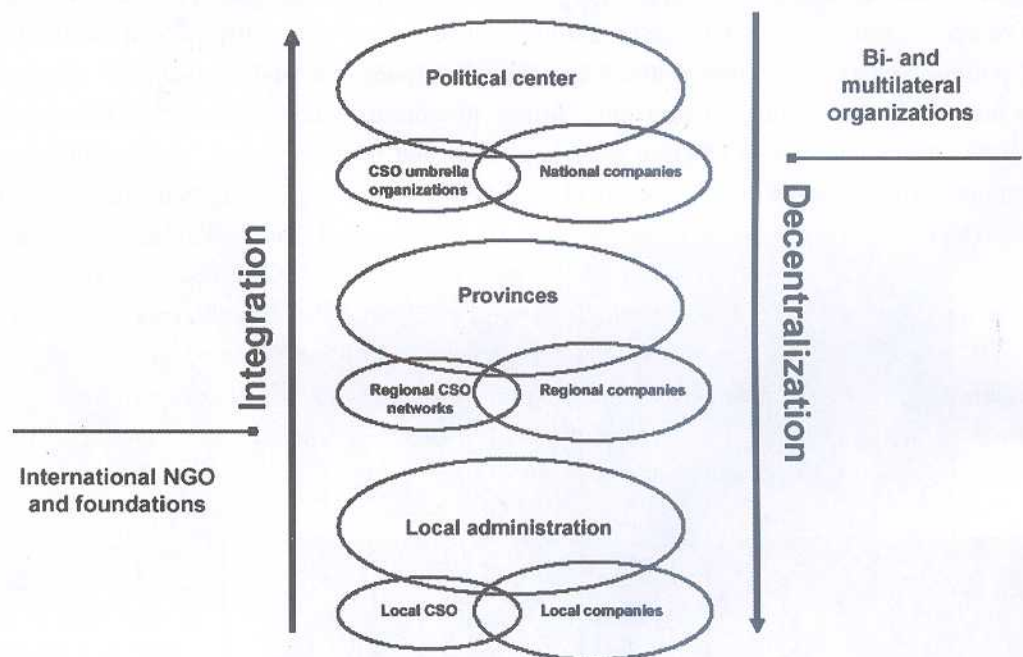 Political center
Bi- and
multilateral
organizations
CSO umbrella
organizations
National companies
Integration
Decentralization
Provinces
Regional CSO
networks
Regional companies
International NGO
and foundations
Local administration
Local CSO
Local companies